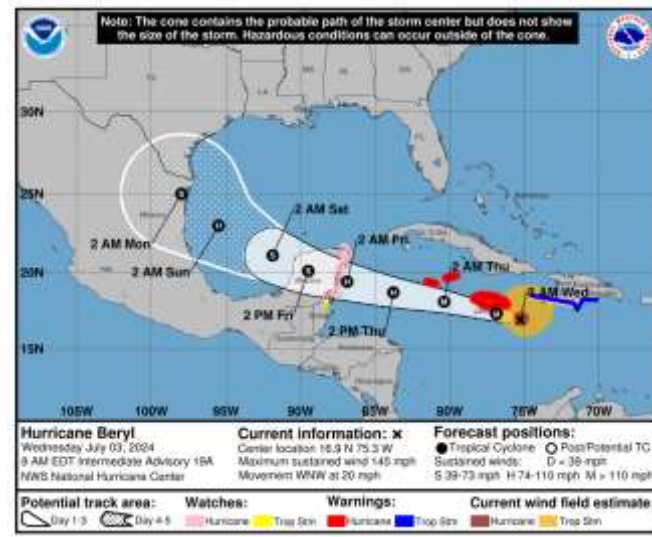 Note: The cone contains the probable path of the storm center but does not show
the size of the storm. Hazardous conditions can occur outside of the cone.
30N
25N
2 AM Sat
2 AM Mon
2 AM Fri
2 AM Sun
2 AM Thu
20N
2 PM Fri
2 PM Thu
AM Wed
15N
105W 100W 95W 90W 85W 80W 75W 70W
Hurricane Beryl
Wednesday July 03, 2024
8 AM EDT Intermediate Advisory 19A
NWS National Hurricane Center
Current information: x
Center location 16.9 N 75.3 W
Maximum sustained wind 145 mph
Movement WNW at 20 mph
Forecast positions:
Tropical Cyclone Post/Potential TC
Sustained winds: D < 39 mph
S 39-73 mph H 74-110 mph M > 110 mph
Potential track area:
Day 1-3 Day 4-5
Watches:
Hurricane Trop Stm
Warnings:
Hurricane Trop Stm
Current wind field estimate:
Hurricane Trop Stm